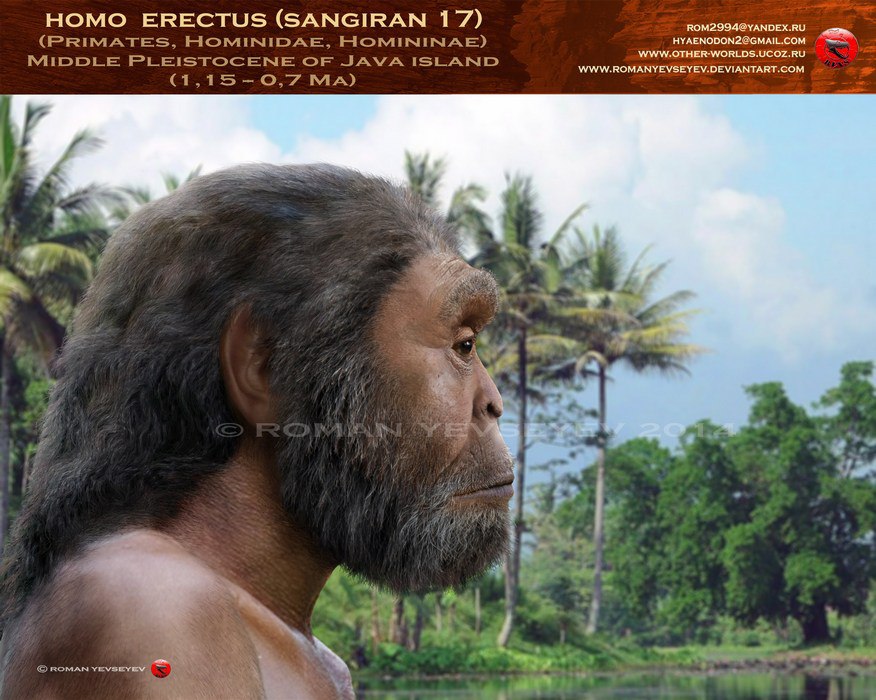 HOMO ERECTUS (SANGIRAN 17)
(PRIMATES, HOMINIDAE, HOMININAE)
MIDDLE PLEISTOCENE OF JAVA ISLAND
(1,15 – 0,7 MA)
ROM2994@YANDEX.RU
HYAENODON2@GMAIL.COM
WWW.OTHER-WORLDS.UCOZ.RU
WWW.ROMANYEVSEYEV.DEVIANTART.COM
© ROMAN YEVSEYEV 2014
© ROMAN YEVSEYEV